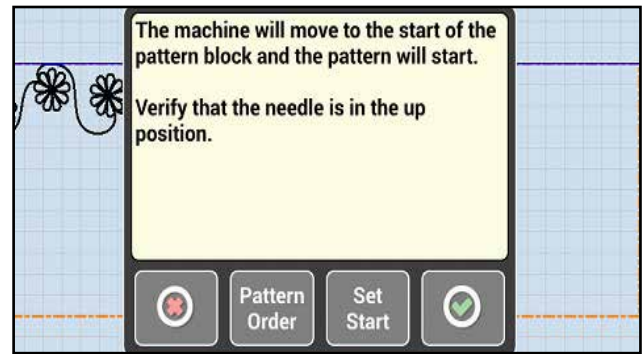 The machine will move to the start of the
pattern block and the pattern will start.
Verify that the needle is in the up
position.
Pattern
Order
Set
Start